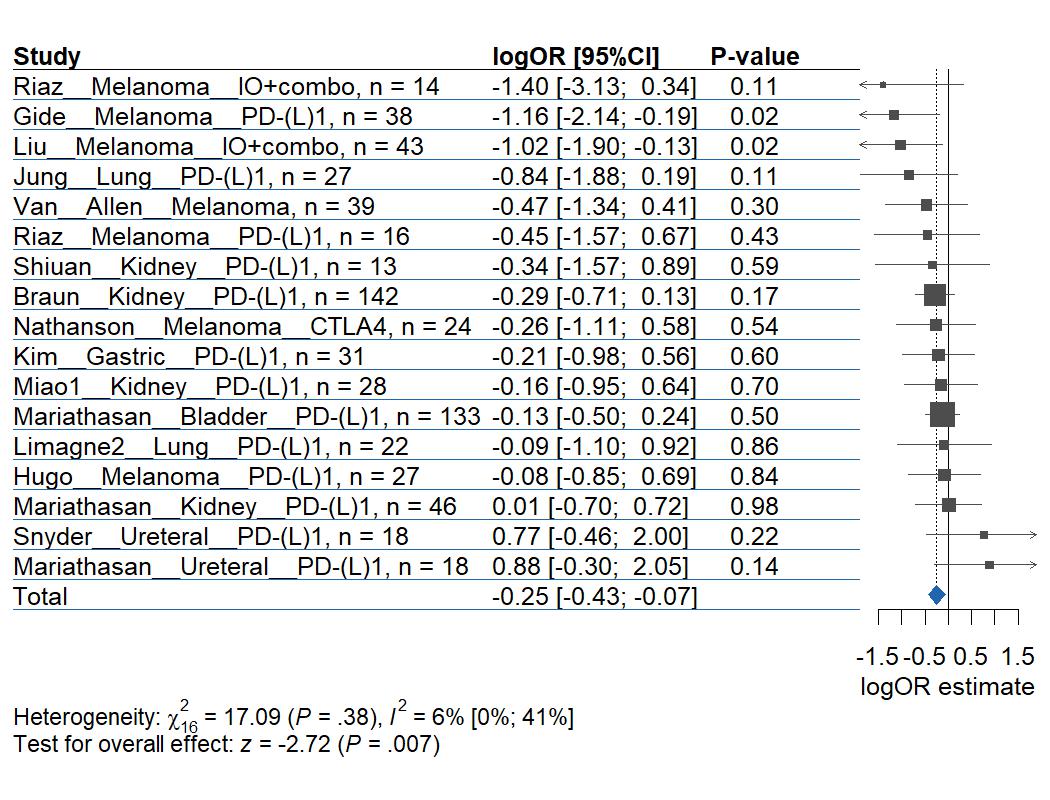 Study logOR [95%CI] P-value
Riaz__Melanoma__IO+combo, n = 14 -1.40 [-3.13; 0.34] 0.11
Gide__Melanoma__PD-(L)1, n = 38 -1.16 [-2.14; -0.19] 0.02
Liu__Melanoma__IO+combo, n = 43 -1.02 [-1.90; -0.13] 0.02
Jung__Lung__PD-(L)1, n = 27 -0.84 [-1.88; 0.19] 0.11
Van__Allen__Melanoma, n = 39 -0.47 [-1.34; 0.41] 0.30
Riaz__Melanoma__PD-(L)1, n = 16 -0.45 [-1.57; 0.67] 0.43
Shiuan__Kidney__PD-(L)1, n = 13 -0.34 [-1.57; 0.89] 0.59
Braun__Kidney__PD-(L)1, n = 142 -0.29 [-0.71; 0.13] 0.17
Nathanson__Melanoma__CTLA4, n = 24 -0.26 [-1.11; 0.58] 0.54
Kim__Gastric__PD-(L)1, n = 31 -0.21 [-0.98; 0.56] 0.60
Miao1__Kidney__PD-(L)1, n = 28 -0.16 [-0.95; 0.64] 0.70
Mariathasan__Bladder__PD-(L)1, n = 133 -0.13 [-0.50; 0.24] 0.50
Limagne2__Lung__PD-(L)1, n = 22 -0.09 [-1.10; 0.92] 0.86
Hugo__Melanoma__PD-(L)1, n = 27 -0.08 [-0.85; 0.69] 0.84
Mariathasan__Kidney__PD-(L)1, n = 46 0.01 [-0.70; 0.72] 0.98
Snyder__Ureteral__PD-(L)1, n = 18 0.77 [-0.46; 2.00] 0.22
Mariathasan__Ureteral__PD-(L)1, n = 18 0.88 [-0.30; 2.05] 0.14
Total -0.25 [-0.43; -0.07]
-1.5 -0.5 0.5 1.5
logOR estimate
Heterogeneity: χ²₁₆ = 17.09 (P = .38), I² = 6% [0%; 41%]
Test for overall effect: z = -2.72 (P = .007)